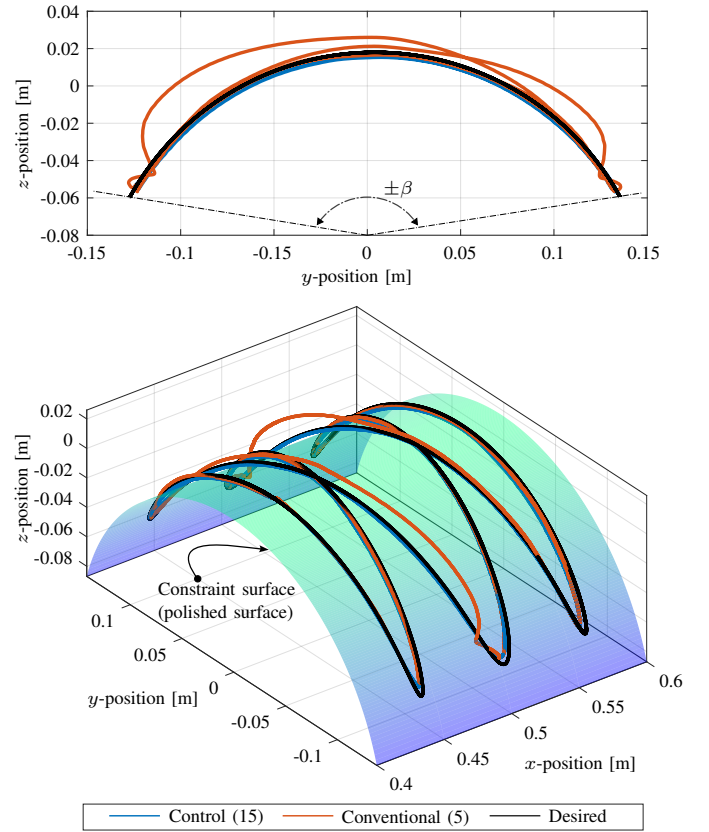 0.04
0.02
0
-0.02
-0.04
-0.06
-0.08
z-position [m]
±β
-0.15
-0.1
-0.15
0
0.05
0.1
0.15
y-position [m]
0.02
0
-0.02
-0.04
-0.06
-0.08
z-position [m]
Constraint surface
(polished surface)
0.1
0.05
0
-0.05
-0.1
y-position [m]
0.4
0.45
0.5
0.55
0.6
x-position [m]
Control (15)
Conventional (5)
Desired